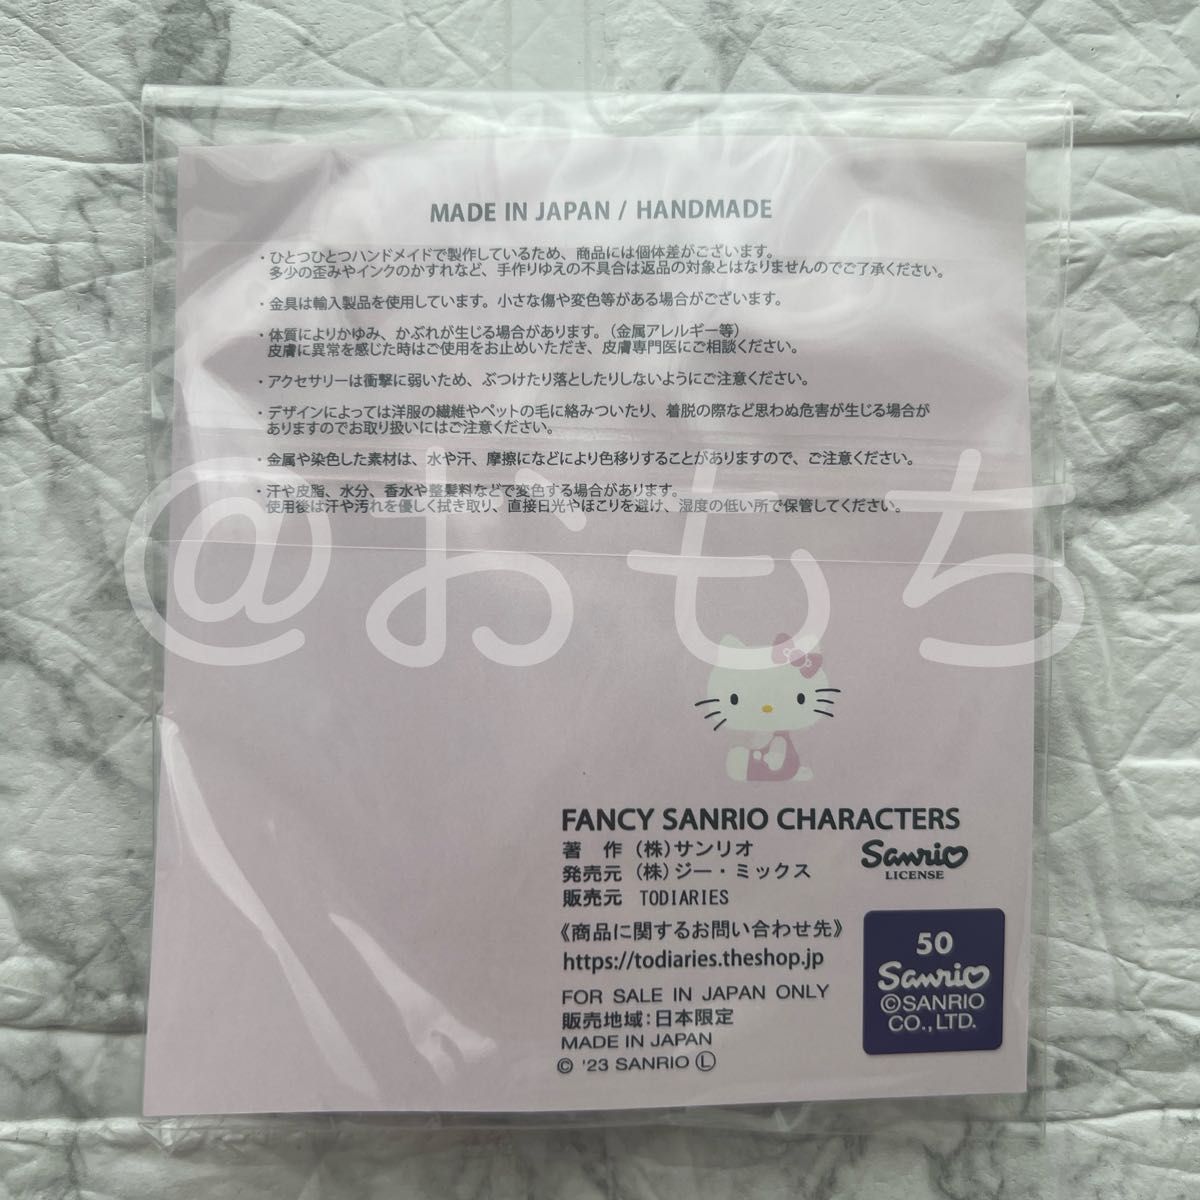 MADE IN JAPAN / HANDMADE
・ひとつひとつハンドメイドで製作しているため、商品には個体差がございます。
多少の歪みやインクのかすれなど、手作りゆえの不具合は返品の対象とはなりませんのでご了承ください。
・金具は輸入製品を使用しています。小さな傷や変色等がある場合がございます。
・体質によりかゆみ、かぶれが生じる場合があります。(金属アレルギー等)
皮膚に異常を感じた時はご使用をお止めいただき、皮膚専門医にご相談ください。
・アクセサリーは衝撃に弱いため、ぶつけたり落としたりしないようにご注意ください。
・デザインによっては洋服の繊維やペットの毛に絡みついたり、着脱の際など思わぬ危害が生じる場合が
ありますのでお取り扱いにはご注意ください。
・金属や染色した素材は、水や汗、摩擦になどにより色移りすることがありますので、ご注意ください。
・汗や皮脂、水分、香水や整髪料などで変色する場合があります。
使用後は汗や汚れを優しく拭き取り、直接日光やほこりを避け、湿度の低い所で保管してください。
@おもち
FANCY SANRIO CHARACTERS
著　作 (株)サンリオ
発売元 (株)ジー・ミックス
販売元 TODIARIES
Sanrio
LICENSE
《商品に関するお問い合わせ先》
https://todiaries.theshop.jp
FOR SALE IN JAPAN ONLY
販売地域:日本限定
MADE IN JAPAN
© '23 SANRIO Ⓛ
50
Sanrio
©SANRIO
CO.,LTD.